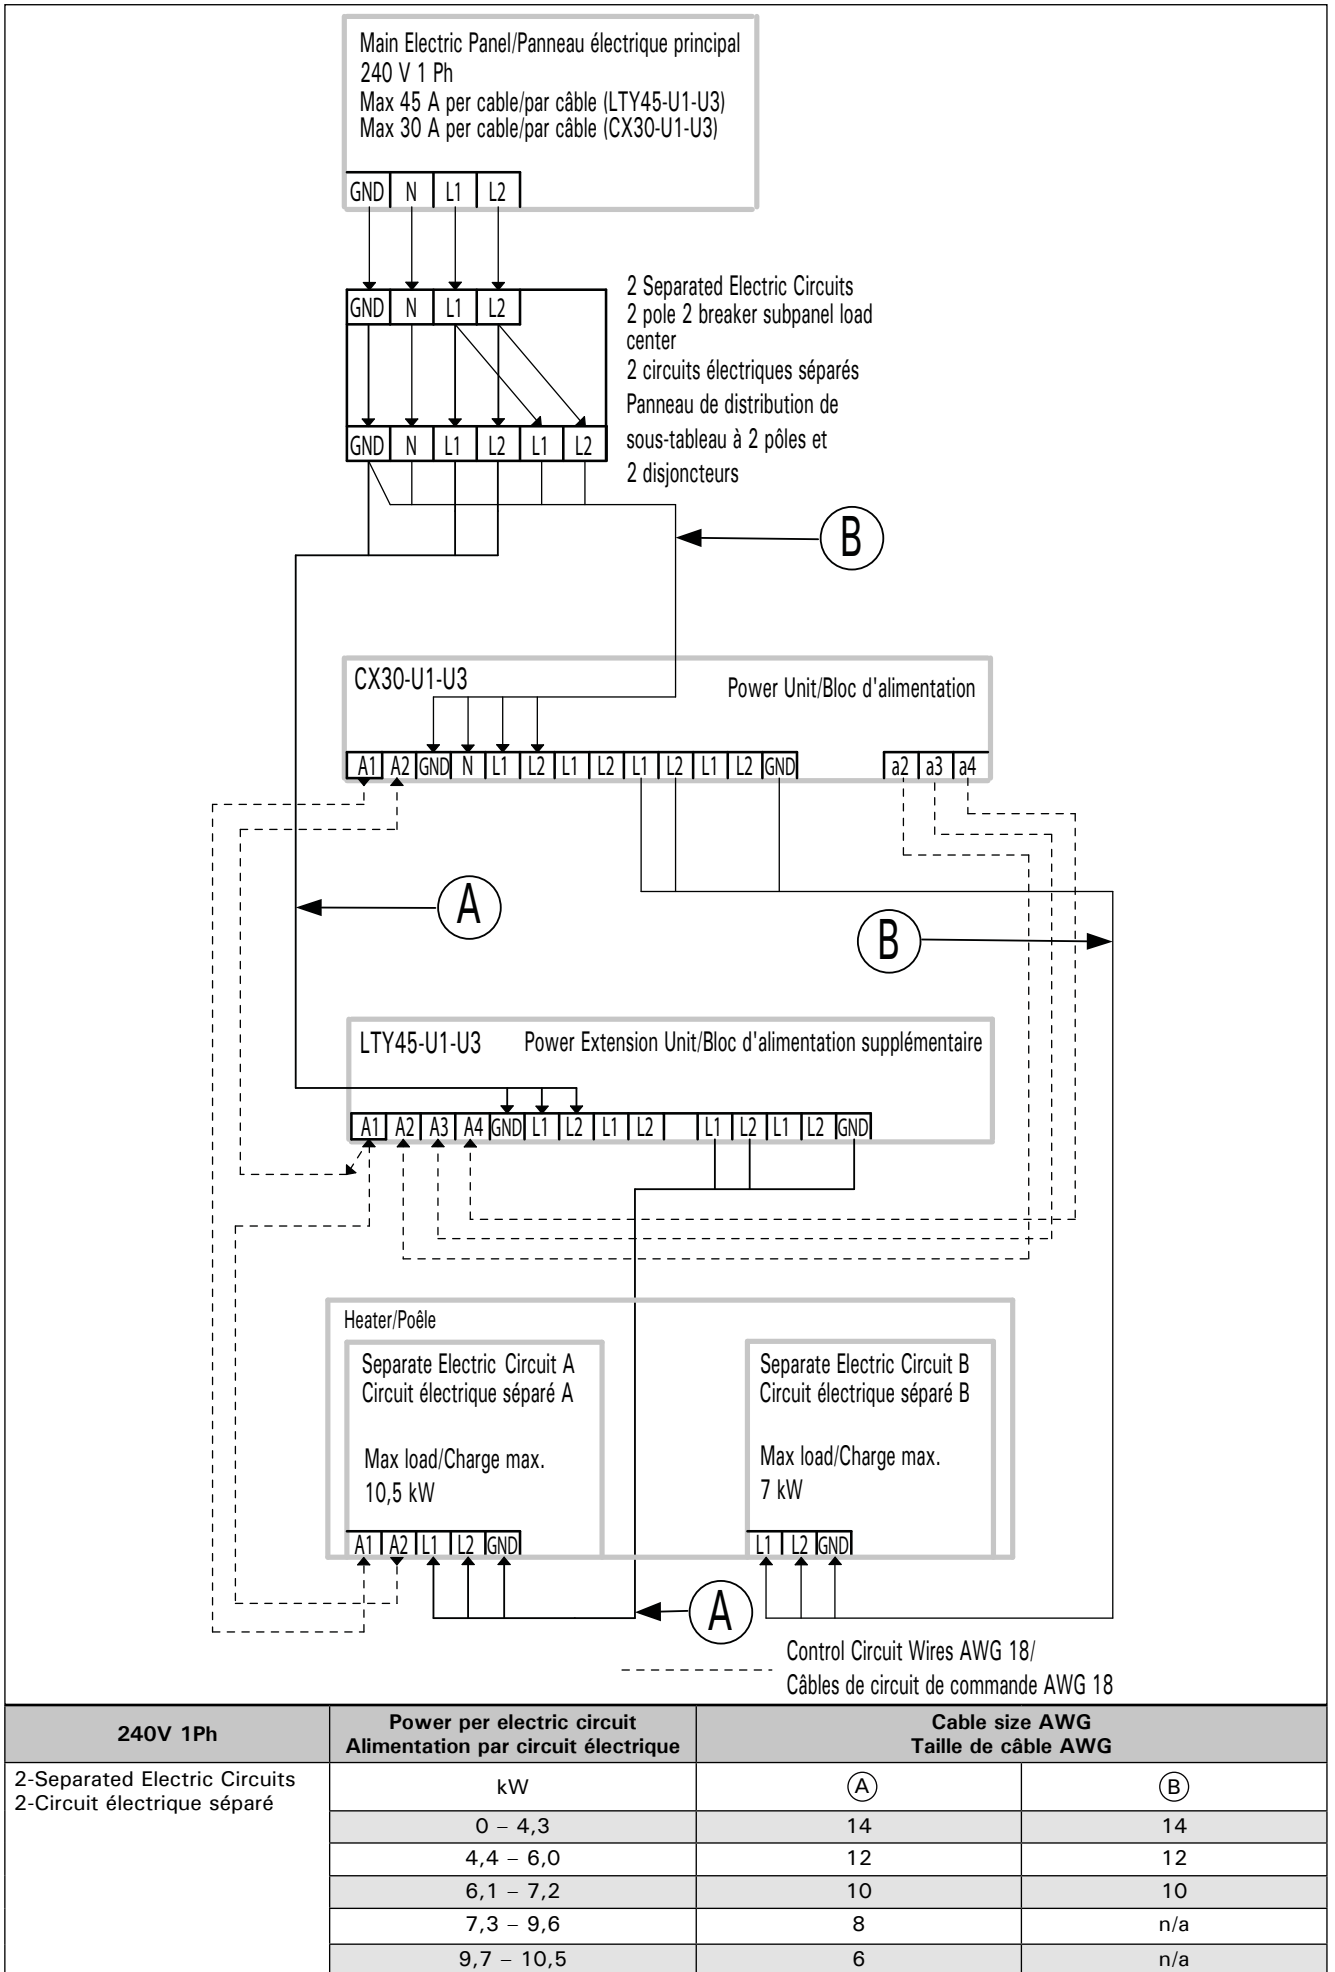 Main Electric Panel/Panneau électrique principal
240 V 1 Ph
Max 45 A per cable/par câble (LTY45-U1-U3)
Max 30 A per cable/par câble (CX30-U1-U3)
GND N L1 L2
GND N L1 L2
GND N L1 L2 L1 L2
2 Separated Electric Circuits
2 pole 2 breaker subpanel load
center
2 circuits électriques séparés
Panneau de distribution de
sous-tableau à 2 pôles et
2 disjoncteurs
B
CX30-U1-U3
Power Unit/Bloc d'alimentation
A1 A2 GND N L1 L2 L1 L2 L1 L2 L1 L2 GND
a2 a3 a4
A
B
LTY45-U1-U3
Power Extension Unit/Bloc d'alimentation supplémentaire
A1 A2 A3 A4 GND L1 L2 L1 L2 L1 L2 L1 L2 GND
Heater/Poêle
Separate Electric Circuit A
Circuit électrique séparé A
Max load/Charge max.
10,5 kW
A1 A2 L1 L2 GND
Separate Electric Circuit B
Circuit électrique séparé B
Max load/Charge max.
7 kW
L1 L2 GND
A
Control Circuit Wires AWG 18/
Câbles de circuit de commande AWG 18
240V 1Ph
Power per electric circuit
Alimentation par circuit électrique
Cable size AWG
Taille de câble AWG
2-Separated Electric Circuits
2-Circuit électrique séparé
kW A B
0 – 4,3 14 14
4,4 – 6,0 12 12
6,1 – 7,2 10 10
7,3 – 9,6 8 n/a
9,7 – 10,5 6 n/a